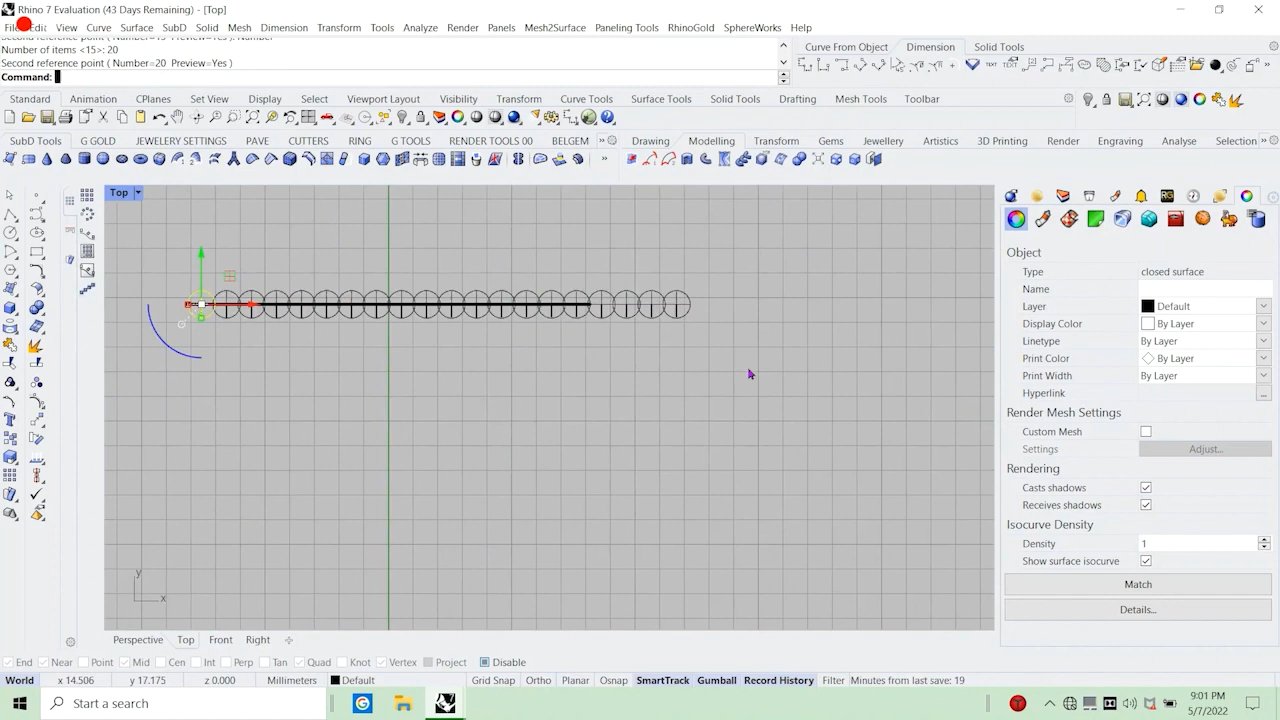 Rhino 7 Evaluation (43 Days Remaining) - [Top]
File Edit View Curve Surface SubD Solid Mesh Dimension Transform Tools Analyze Render Panels Mesh2Surface Paneling Tools RhinoGold SphereWorks Help
Number of items <15>: 20
Second reference point ( Number=20 Preview=Yes )
Command:
Curve From Object Dimension Solid Tools
Standard Animation CPlanes Set View Display Select Viewport Layout Visibility Transform Curve Tools Surface Tools Solid Tools Drafting Mesh Tools Toolbar
SubD Tools G GOLD JEWELERY SETTINGS PAVE CUTTERS RING G TOOLS RENDER TOOLS 00 BELGEM
Drawing Modelling Transform Gems Jewellery Artistics 3D Printing Render Engraving Analyse Selection
Top
Object
Type closed surface
Name
Layer Default
Display Color By Layer
Linetype By Layer
Print Color By Layer
Print Width By Layer
Hyperlink ...
Render Mesh Settings
Custom Mesh
Settings Adjust...
Rendering
Casts shadows
Receives shadows
Isocurve Density
Density 1
Show surface isocurve
Match
Details...
y
x
Perspective Top Front Right
End Near Point Mid Cen Int Perp Tan Quad Knot Vertex Project Disable
World x 14.506 y 17.175 z 0.000 Millimeters Default Grid Snap Ortho Planar Osnap SmartTrack Gumball Record History Filter Minutes from last save: 19
Start a search
9:01 PM
5/7/2022